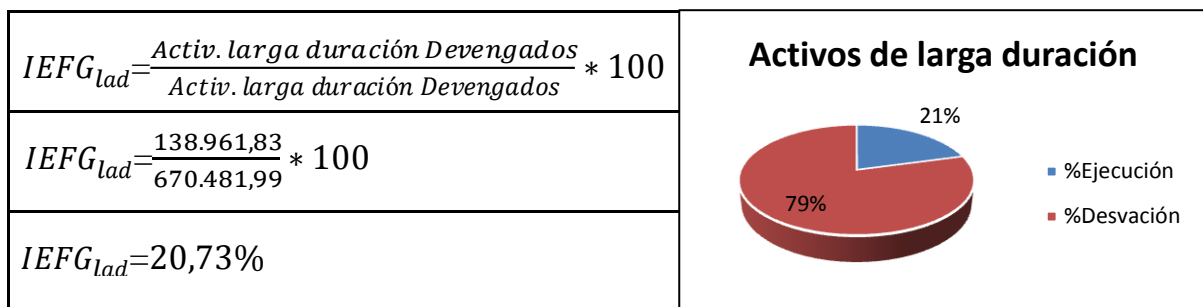 IEFG_lad=Activ. larga duración Devengados/Activ. larga duración Devengados * 100
IEFG_lad=138.961,83/670.481,99 * 100
IEFG_lad=20,73%
Activos de larga duración
21%
79%
%Ejecución
%Desvación